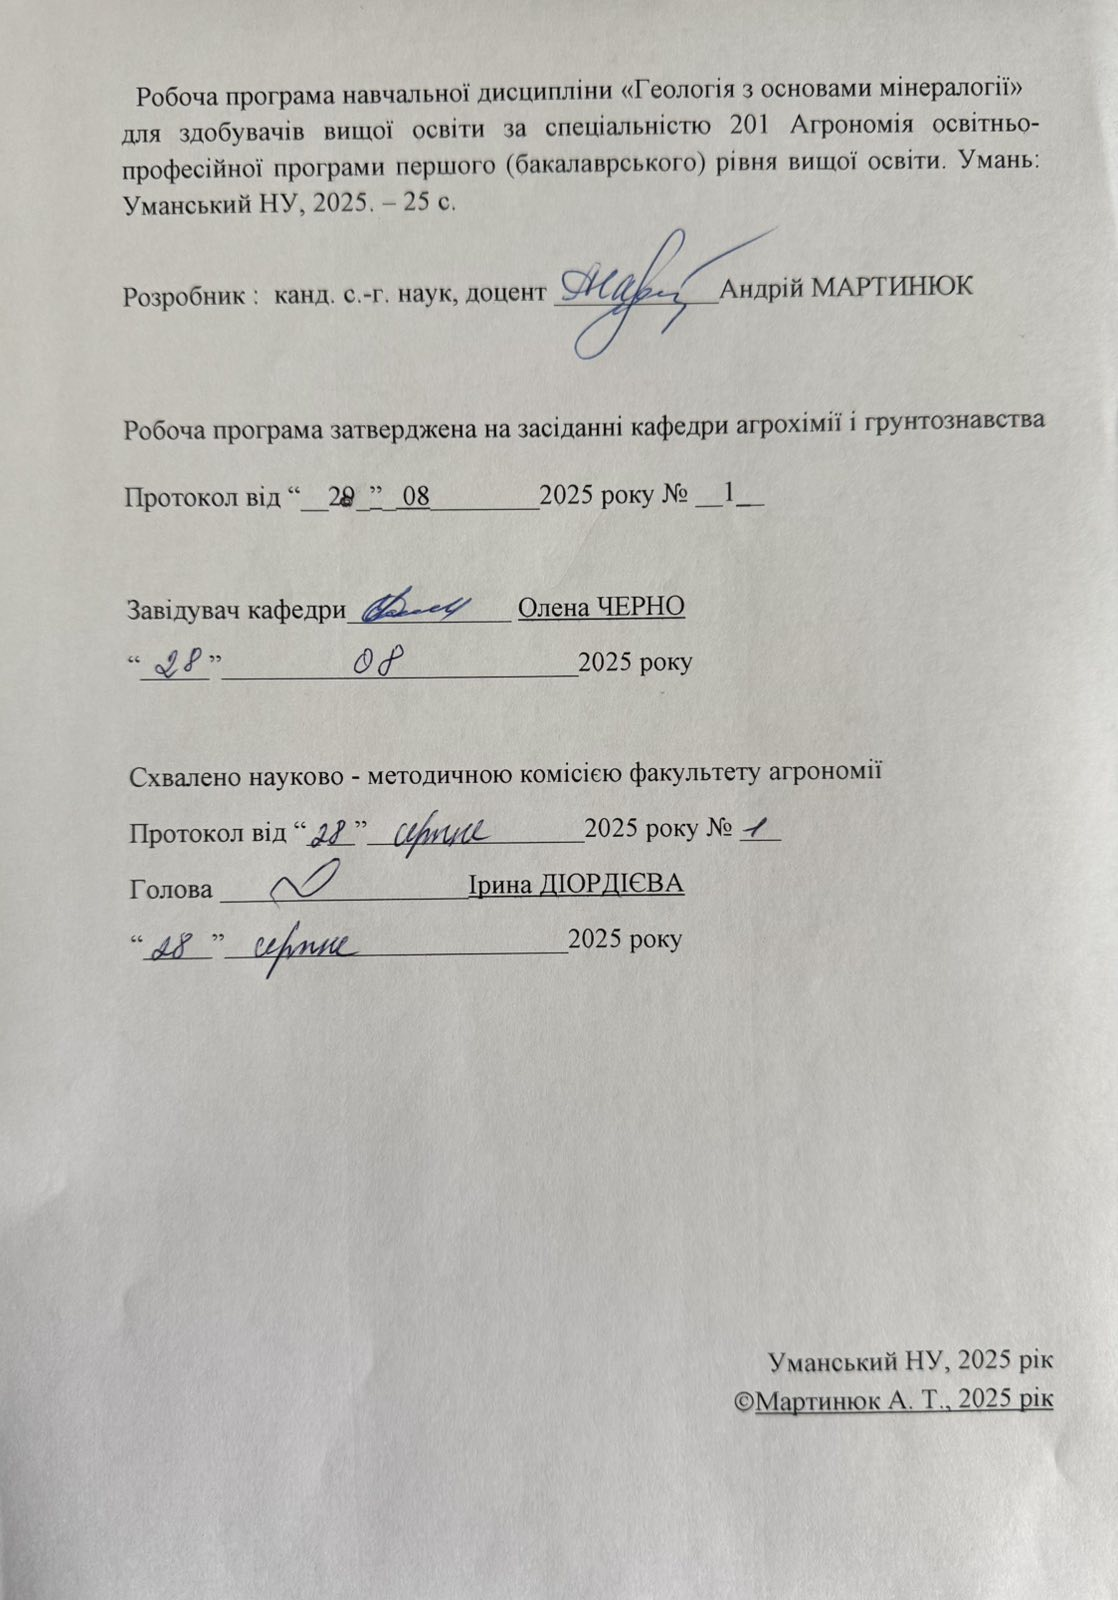 Робоча програма навчальної дисципліни «Геологія з основами мінералогії»
для здобувачів вищої освіти за спеціальністю 201 Агрономія освітньо-
професійної програми першого (бакалаврського) рівня вищої освіти. Умань:
Уманський НУ, 2025. – 25 с.
Розробник : канд. с.-г. наук, доцент ____________Андрій МАРТИНЮК
Робоча програма затверджена на засіданні кафедри агрохімії і грунтознавства
Протокол від “__28_”_ 08________2025 року № __1__
Завідувач кафедри____________ Олена ЧЕРНО
“ 28 ” 08 2025 року
Схвалено науково - методичною комісією факультету агрономії
Протокол від “ 28 ” серпня 2025 року № 1
Голова __________________Ірина ДІОРДІЄВА
“ 28 ” серпня 2025 року
Уманський НУ, 2025 рік
©Мартинюк А. Т., 2025 рік